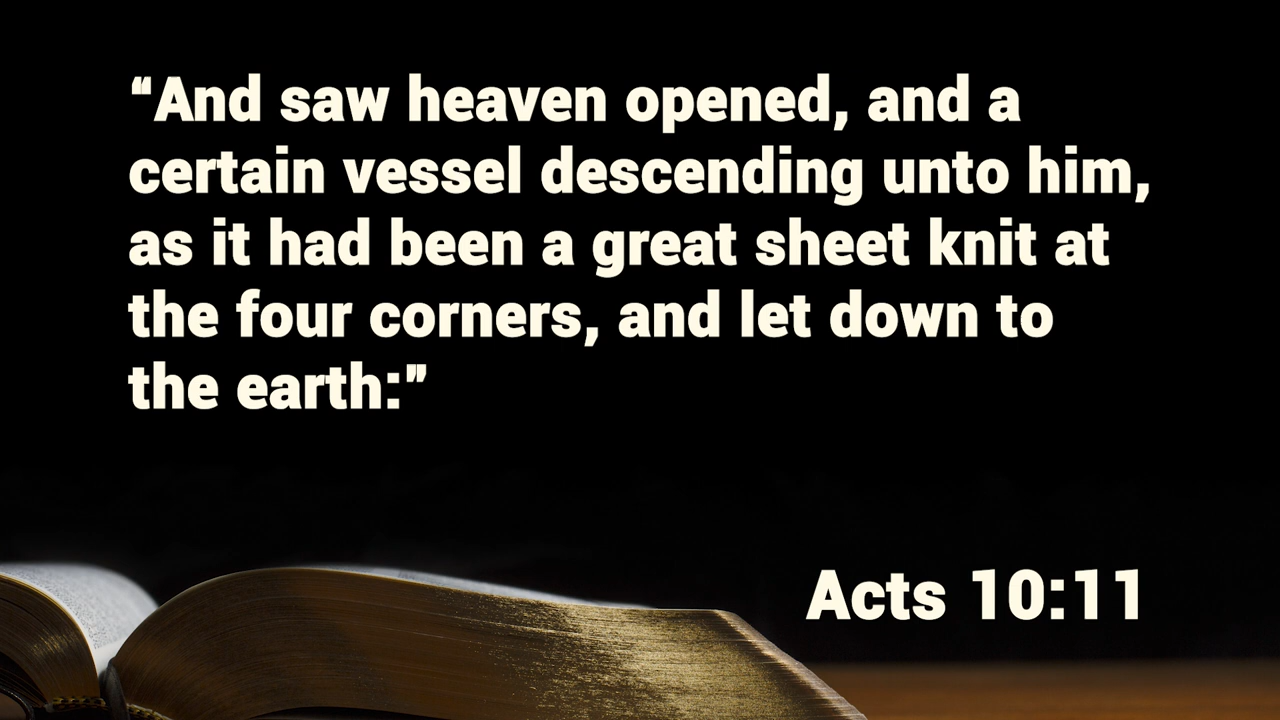 “And saw heaven opened, and a
certain vessel descending unto him,
as it had been a great sheet knit at
the four corners, and let down to
the earth:”
Acts 10:11